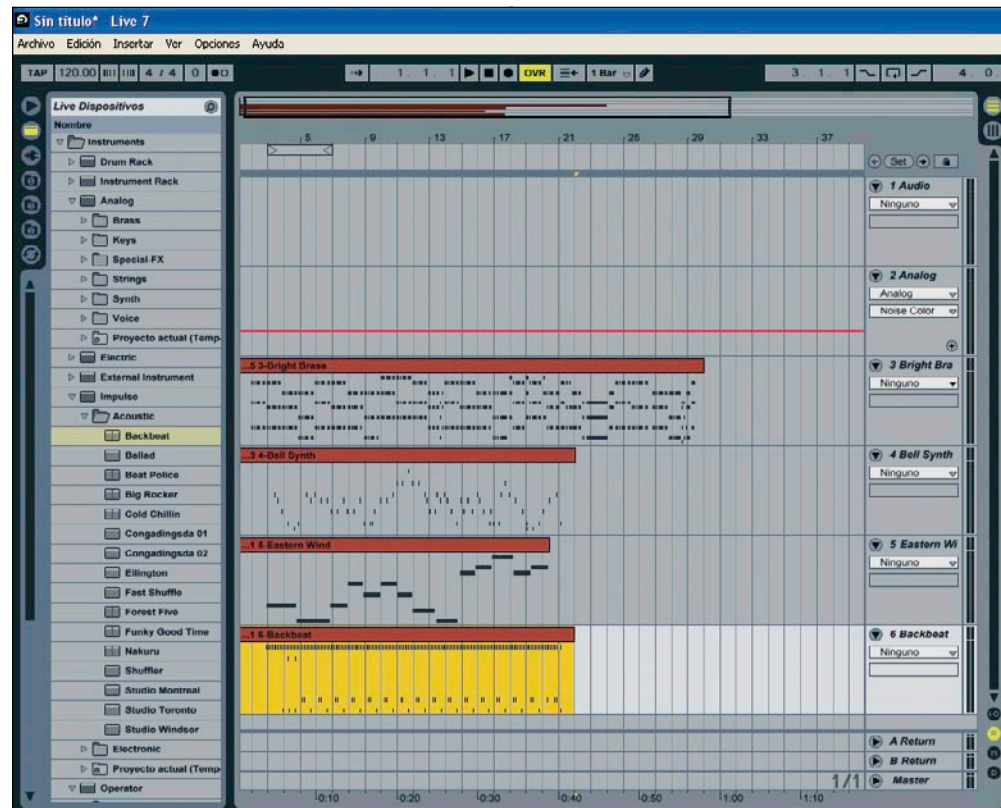 Sin título* Live 7
Archivo Edición Insertar Ver Opciones Ayuda
TAP 120.00 4 / 4 0 1. 1. 1 OVR 1 Bar 3. 1. 1 4. 0.
Live Dispositivos
Nombre
Instruments
Drum Rack
Instrument Rack
Analog
Brass
Keys
Special-FX
Strings
Synth
Voice
Proyecto actual (Temp
Electric
External Instrument
Impulse
Acoustic
Backbeat
Ballad
Beat Police
Big Rocker
Cold Chillin
Congadingsda 01
Congadingsda 02
Ellington
Fast Shuffle
Forest Five
Funky Good Time
Nakuru
Shuffler
Studio Montreal
Studio Toronto
Studio Windsor
Electronic
Proyecto actual (Temp
Operator
5 9 13 17 21 25 29 33 37
Set
1 Audio
Ninguno
2 Analog
Analog
Noise Color
...5 3-Bright Brass
3 Bright Bra
Ninguno
...3 4-Bell Synth
4 Bell Synth
Ninguno
...1 5-Eastern Wind
5 Eastern Wi
Ninguno
...1 6-Backbeat
6 Backbeat
Ninguno
A Return
B Return
1/1 Master
0:10 0:20 0:30 0:40 0:50 1:00 1:10